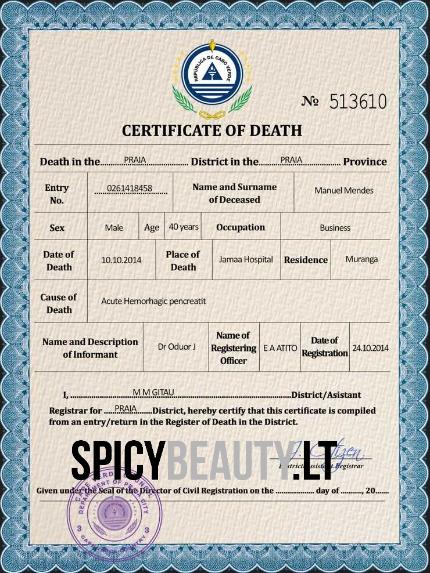 REPUBLICA DE CABO VERDE
№ 513610
CERTIFICATE OF DEATH
Death in the PRAIA District in the PRAIA Province
Entry No. 0261418458 Name and Surname of Deceased Manuel Mendes
Sex Male Age 40 years Occupation Business
Date of Death 10.10.2014 Place of Death Jamaa Hospital Residence Muranga
Cause of Death Acute Hemorhagic pencreatit
Name and Description of Informant Dr Oduor J Name of Registering Officer E A ATITO Date of Registration 24.10.2014
I, M M GITAU District/Asistant
Registrar for PRAIA District, hereby certify that this certificate is compiled
from an entry/return in the Register of Death in the District.
SPICYBEAUTY.LT
J. Citizen
District/Assistant Registrar
Given under the Seal of the Director of Civil Registration on the .................. day of .........., 20......